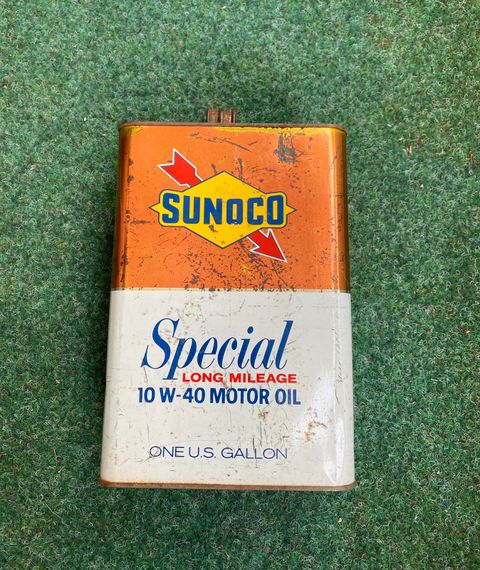 SUNOCO
Special
LONG MILEAGE
10 W-40 MOTOR OIL
ONE U.S. GALLON